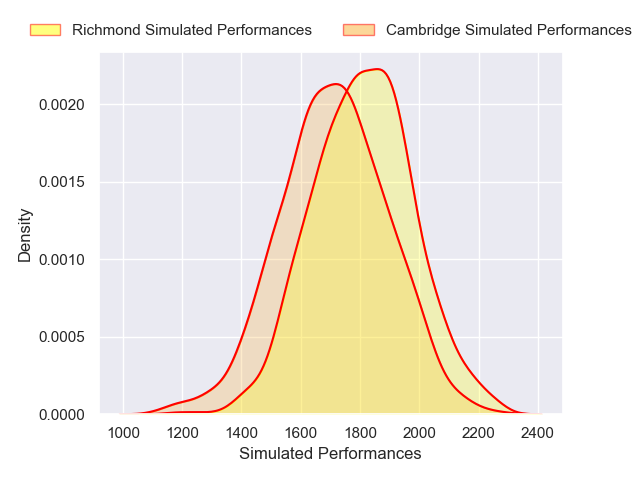 Richmond Simulated Performances
Cambridge Simulated Performances
0.0020
0.0015
0.0010
0.0005
0.0000
Density
1000 1200 1400 1600 1800 2000 2200 2400
Simulated Performances